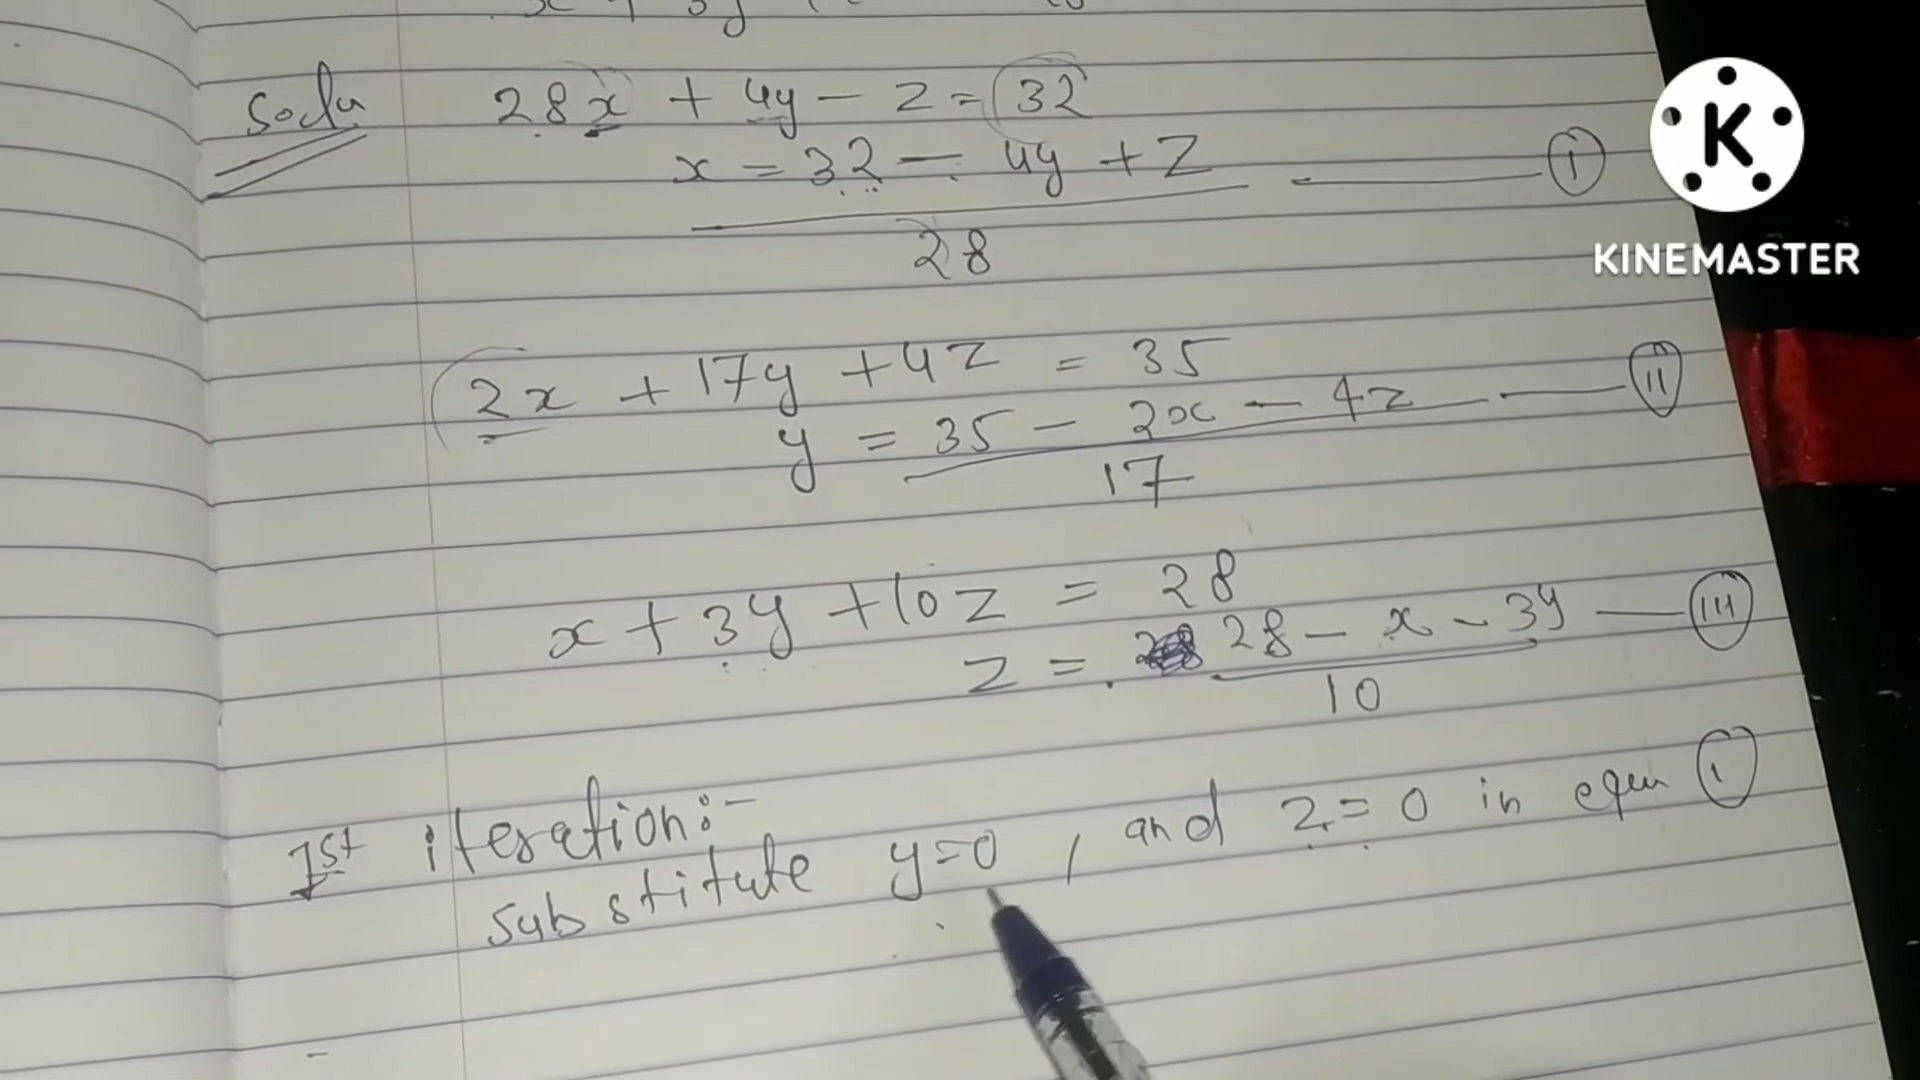 Soln 28x + 4y - z = 32
x = 32 - 4y + z I
28
2x + 17y + 4z = 35
y = 35 - 2x - 4z II
17
x + 3y + 10z = 28
z = 28 - x - 3y III
10
1st iteration:-
substitute y=0, and z=0 in eqn I
K
KINEMASTER